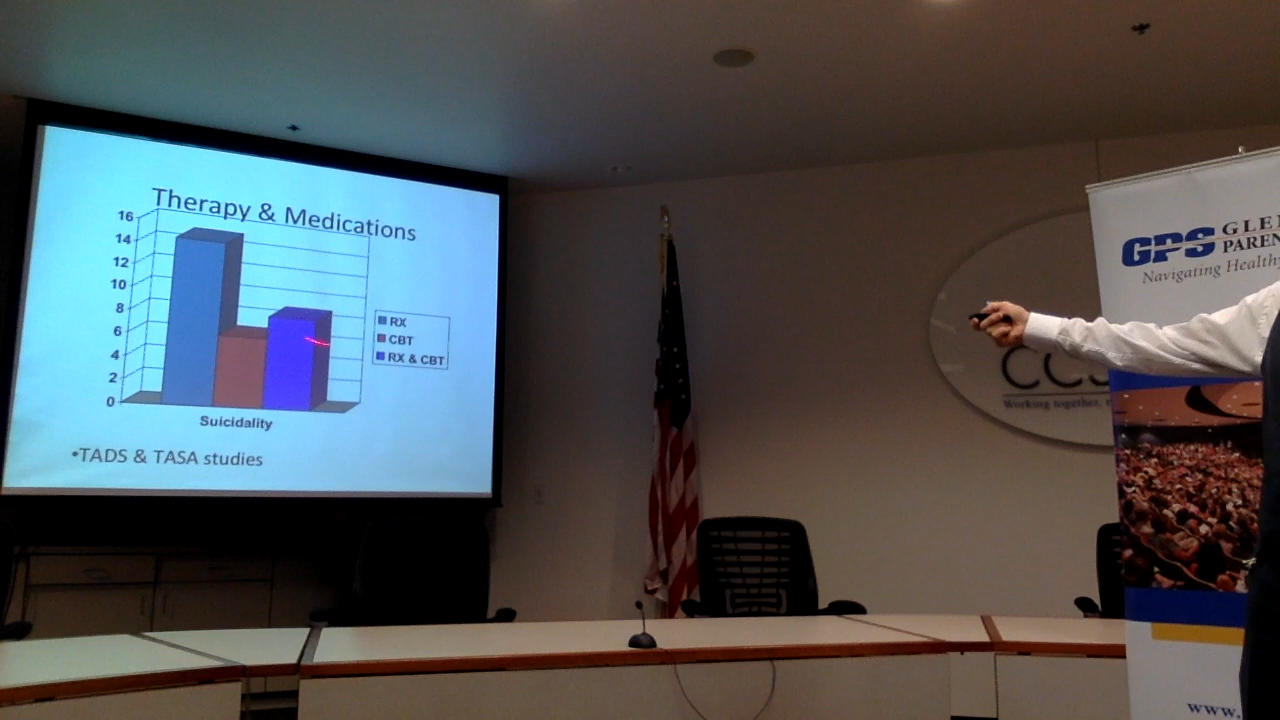 Therapy & Medications
16
14
12
10
8
6
4
2
0
RX
CBT
RX & CBT
Suicidality
•TADS & TASA studies
GPS
Navigating Healthy
Working together,
www.